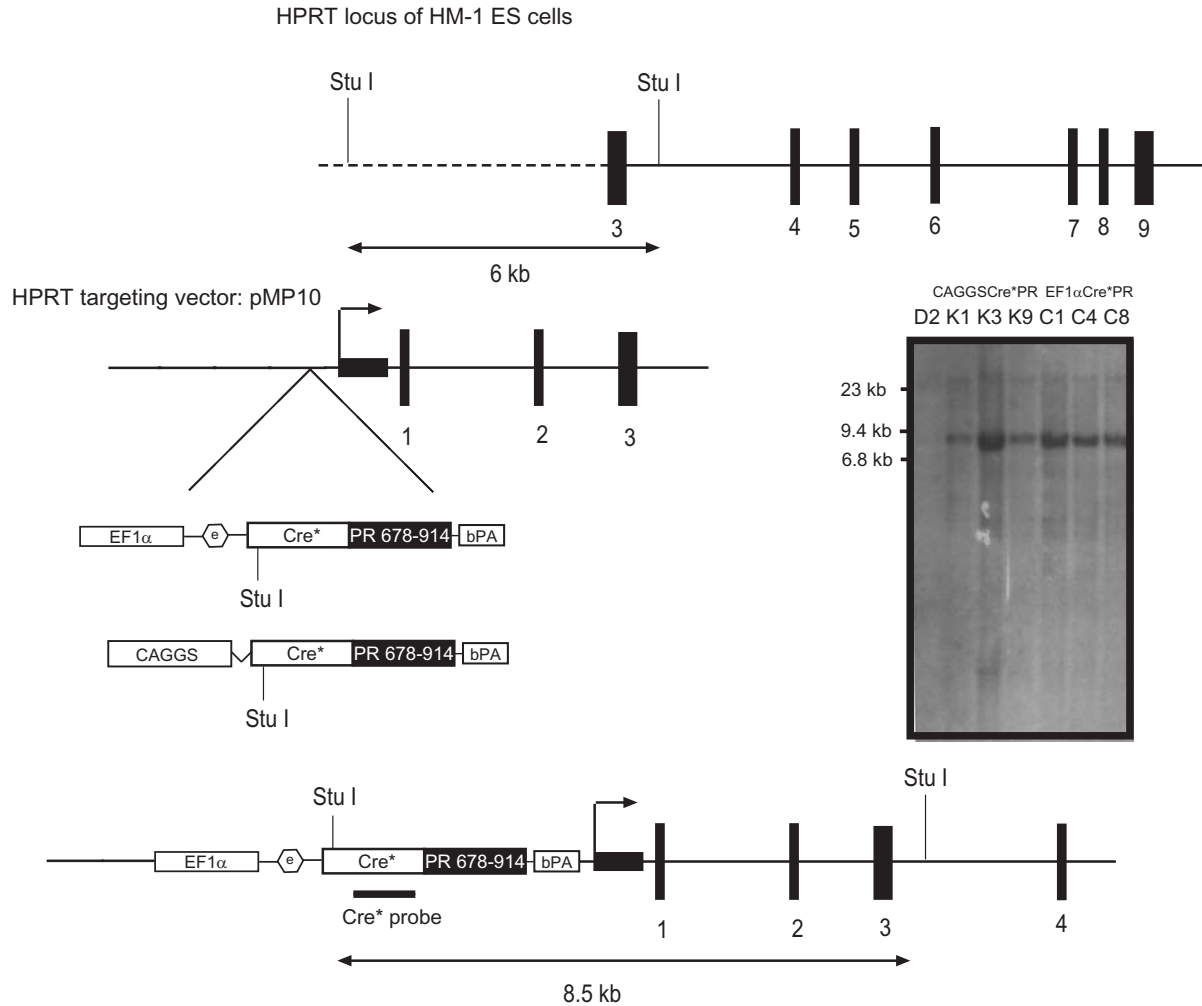 HPRT locus of HM-1 ES cells
Stu I
Stu I
3
4
5
6
7
8
9
6 kb
HPRT targeting vector: pMP10
1
2
3
EF1α
e
Cre*
PR 678-914
bPA
Stu I
CAGGS
Cre*
PR 678-914
bPA
Stu I
CAGGSCre*PR EF1αCre*PR
D2 K1 K3 K9 C1 C4 C8
23 kb
9.4 kb
6.8 kb
Stu I
Stu I
EF1α
e
Cre*
PR 678-914
bPA
Cre* probe
1
2
3
4
8.5 kb